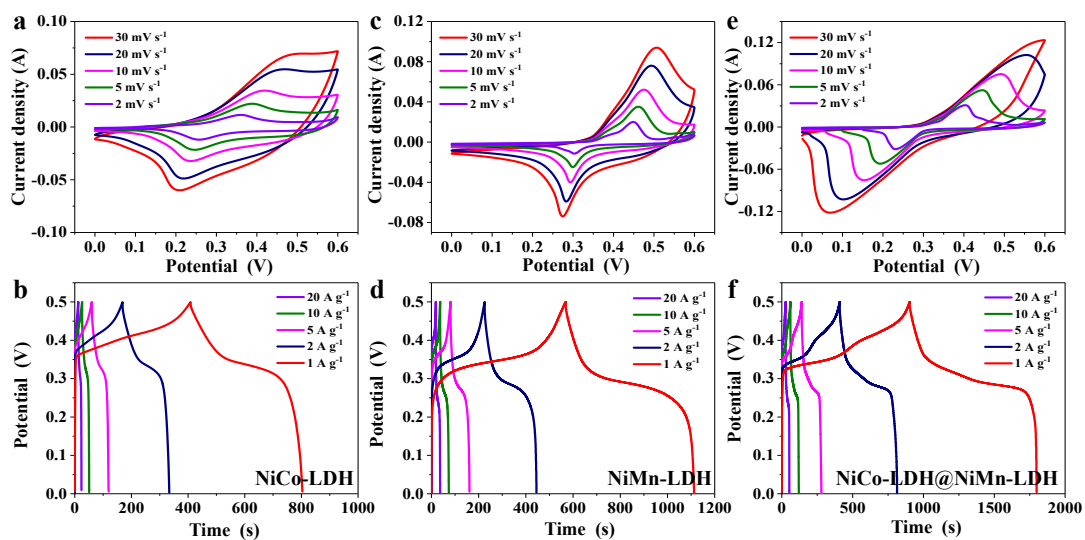 a
30 mV s⁻¹
20 mV s⁻¹
10 mV s⁻¹
5 mV s⁻¹
2 mV s⁻¹
0.10
0.05
0.00
-0.05
-0.10
Current density (A)
0.0 0.1 0.2 0.3 0.4 0.5 0.6
Potential (V)
c
30 mV s⁻¹
20 mV s⁻¹
10 mV s⁻¹
5 mV s⁻¹
2 mV s⁻¹
0.12
0.08
0.04
0.00
-0.04
-0.08
Current density (A)
0.0 0.1 0.2 0.3 0.4 0.5 0.6
Potential (V)
e
30 mV s⁻¹
20 mV s⁻¹
10 mV s⁻¹
5 mV s⁻¹
2 mV s⁻¹
0.12
0.06
0.00
-0.06
-0.12
Current density (A)
0.0 0.1 0.2 0.3 0.4 0.5 0.6
Potential (V)
b
20 A g⁻¹
10 A g⁻¹
5 A g⁻¹
2 A g⁻¹
1 A g⁻¹
0.5
0.4
0.3
0.2
0.1
0.0
Potential (V)
NiCo-LDH
0 200 400 600 800 1000
Time (s)
d
20 A g⁻¹
10 A g⁻¹
5 A g⁻¹
2 A g⁻¹
1 A g⁻¹
0.5
0.4
0.3
0.2
0.1
0.0
Potential (V)
NiMn-LDH
0 200 400 600 800 1000 1200
Time (s)
f
20 A g⁻¹
10 A g⁻¹
5 A g⁻¹
2 A g⁻¹
1 A g⁻¹
0.5
0.4
0.3
0.2
0.1
0.0
Potential (V)
NiCo-LDH@NiMn-LDH
0 500 1000 1500 2000
Time (s)